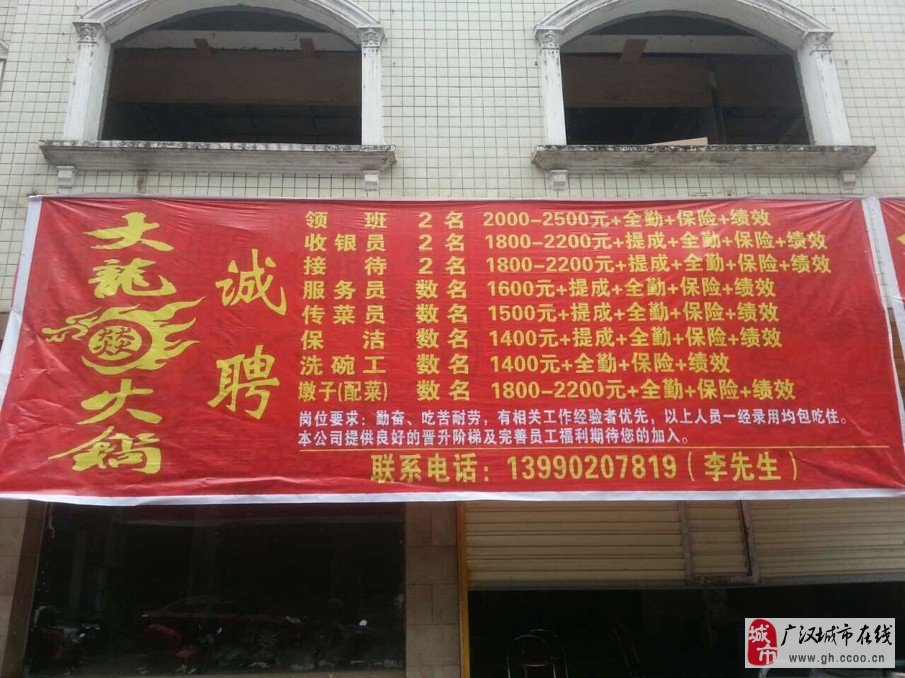 大龍火鍋
诚聘
领班 2名 2000-2500元+全勤+保险+绩效
收银员 2名 1800-2200元+提成+全勤+保险+绩效
接待 2名 1800-2200元+提成+全勤+保险+绩效
服务员 数名 1600元+提成+全勤+保险+绩效
传菜员 数名 1500元+提成+全勤+保险+绩效
保洁 数名 1400元+提成+全勤+保险+绩效
洗碗工 数名 1400元+全勤+保险+绩效
墩子(配菜) 数名 1800-2200元+全勤+保险+绩效
岗位要求：勤奋、吃苦耐劳，有相关工作经验者优先，以上人员一经录用均包吃住。
本公司提供良好的晋升阶梯及完善员工福利期待您的加入。
联系电话：13990207819（李先生）
城市 广汉城市在线
www.gh.ccoo.cn